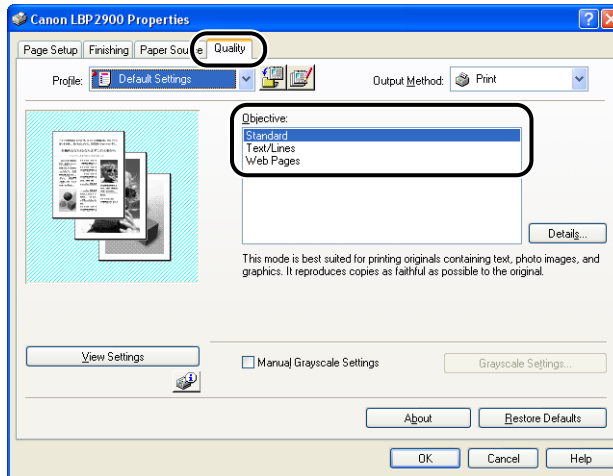 Canon LBP2900 Properties
Page Setup Finishing Paper Source Quality
Profile: Default Settings Output Method: Print
Objective:
Standard
Text/Lines
Web Pages
Details...
This mode is best suited for printing originals containing text, photo images, and
graphics. It reproduces copies as faithful as possible to the original.
View Settings
Manual Grayscale Settings Grayscale Settings...
About Restore Defaults
OK Cancel Help